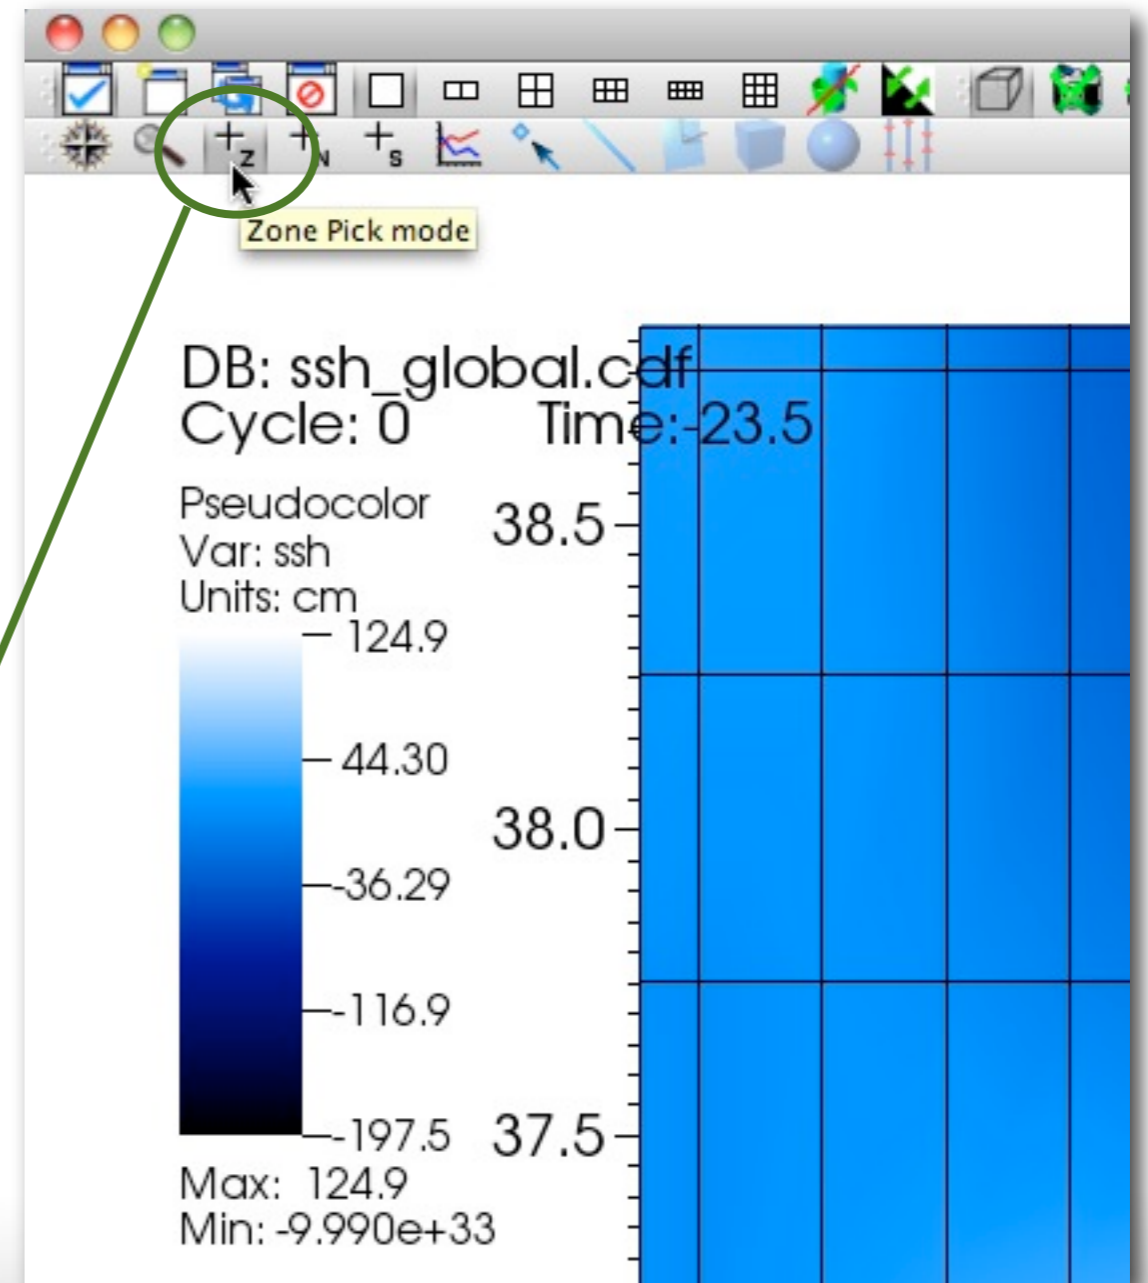 Z
N
S
Zone Pick mode
DB: ssh_global.cdf
Cycle: 0 Time:-23.5
Pseudocolor
Var: ssh
Units: cm
124.9
44.30
-36.29
-116.9
-197.5
Max: 124.9
Min: -9.990e+33
38.5
38.0
37.5